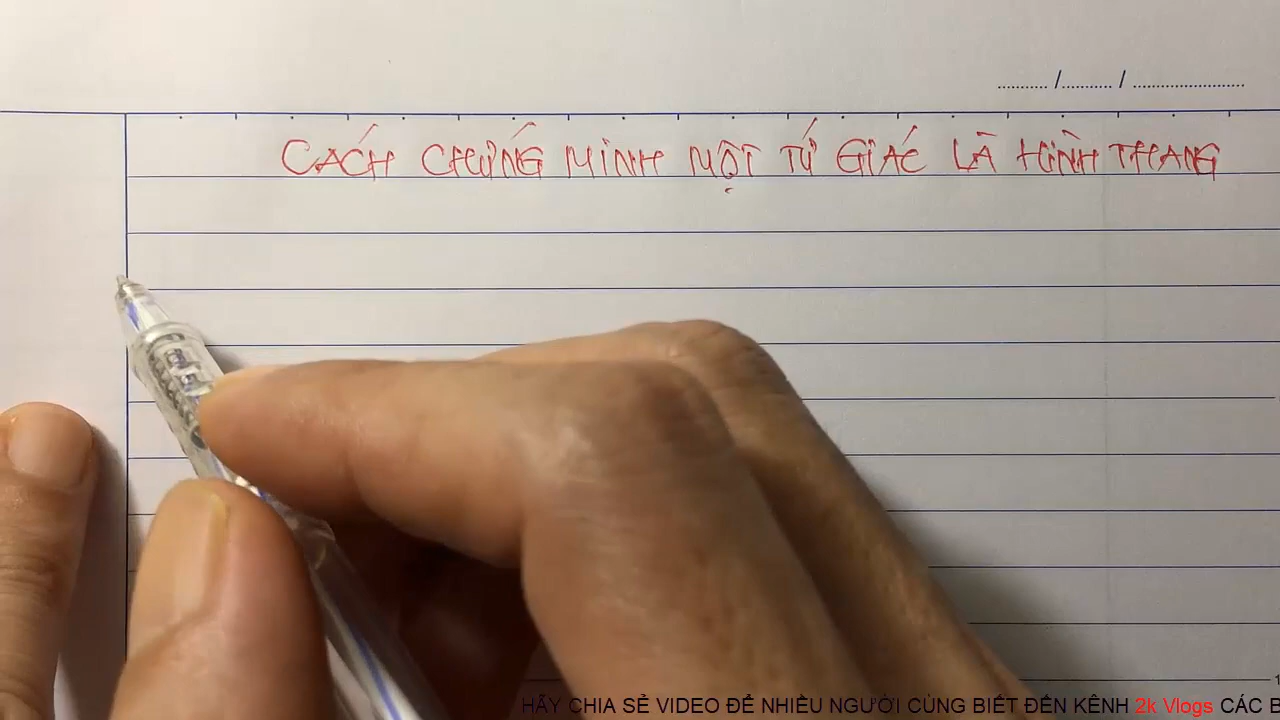 ............ /............ / ..........................
CÁCH CHỨNG MINH MỘT TỨ GIÁC LÀ HÌNH THANG
HÃY CHIA SẺ VIDEO ĐỂ NHIỀU NGƯỜI CÙNG BIẾT ĐẾN KÊNH 2k Vlogs CÁC